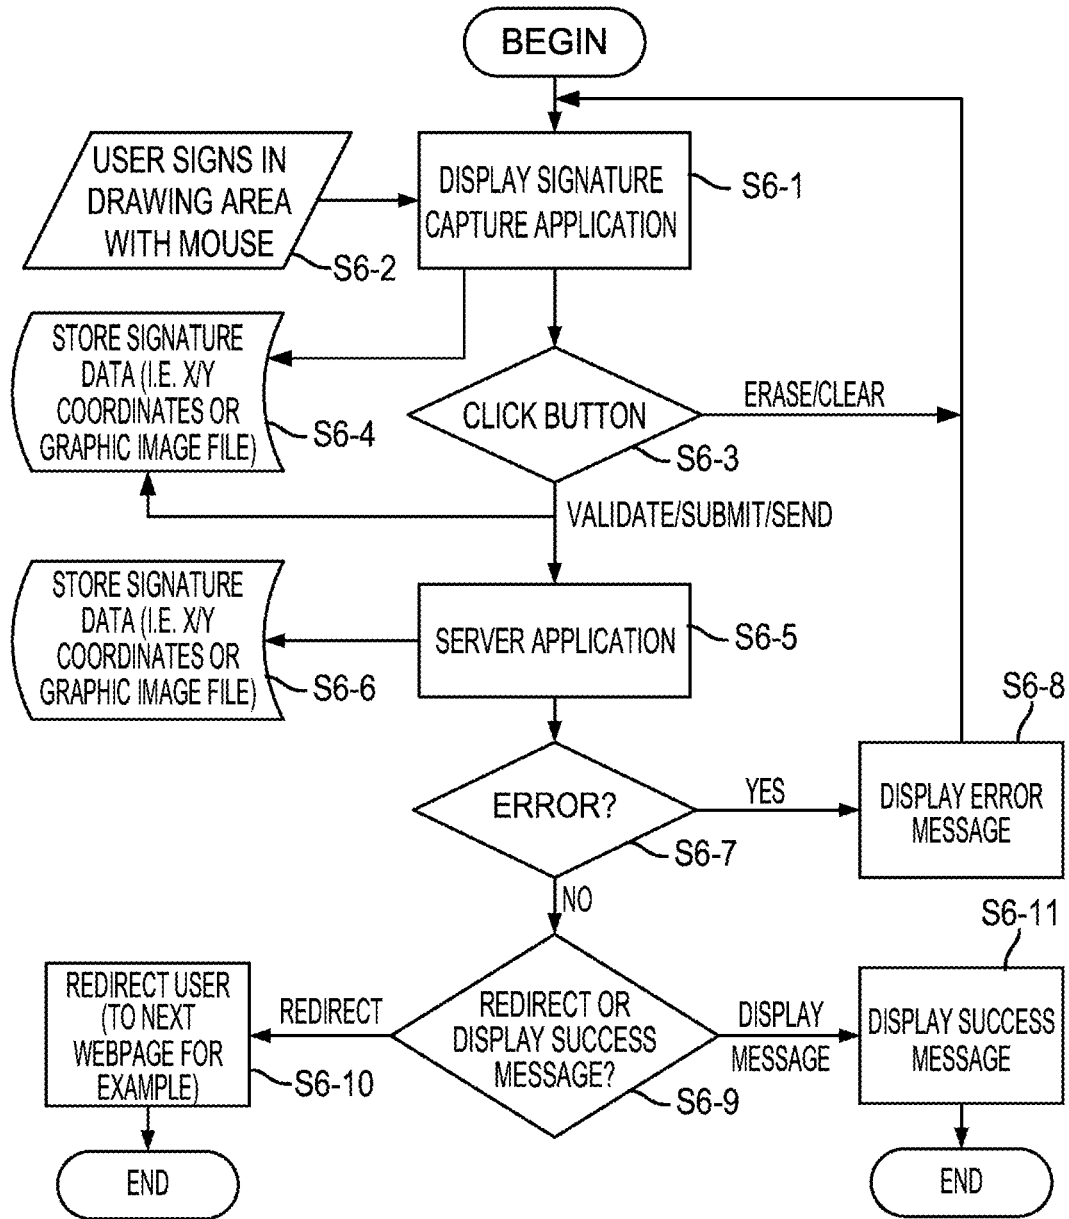 BEGIN
USER SIGNS IN
DRAWING AREA
WITH MOUSE
S6-2
DISPLAY SIGNATURE
CAPTURE APPLICATION
S6-1
STORE SIGNATURE
DATA (I.E. X/Y
COORDINATES OR
GRAPHIC IMAGE FILE)
S6-4
CLICK BUTTON
S6-3
ERASE/CLEAR
VALIDATE/SUBMIT/SEND
STORE SIGNATURE
DATA (I.E. X/Y
COORDINATES OR
GRAPHIC IMAGE FILE)
S6-6
SERVER APPLICATION
S6-5
ERROR?
S6-7
YES
S6-8
DISPLAY ERROR
MESSAGE
NO
REDIRECT USER
(TO NEXT
WEBPAGE FOR
EXAMPLE)
S6-10
REDIRECT
REDIRECT OR
DISPLAY SUCCESS
MESSAGE?
S6-9
DISPLAY
MESSAGE
S6-11
DISPLAY SUCCESS
MESSAGE
END
END